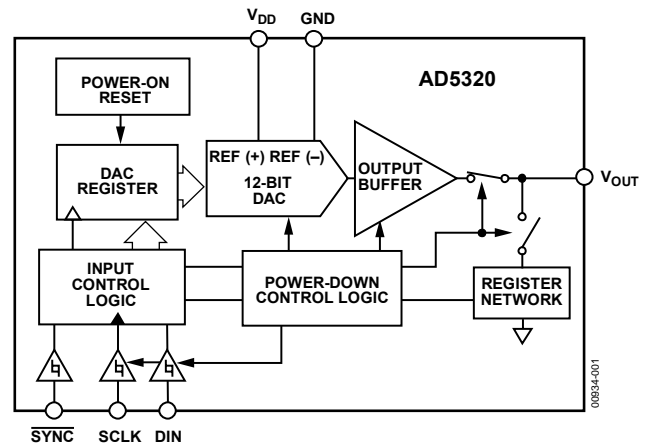 V_DD GND
POWER-ON
RESET
AD5320
DAC
REGISTER
REF (+) REF (–)
12-BIT
DAC
OUTPUT
BUFFER
V_OUT
INPUT
CONTROL
LOGIC
POWER-DOWN
CONTROL LOGIC
REGISTER
NETWORK
SYNC SCLK DIN
00934-001